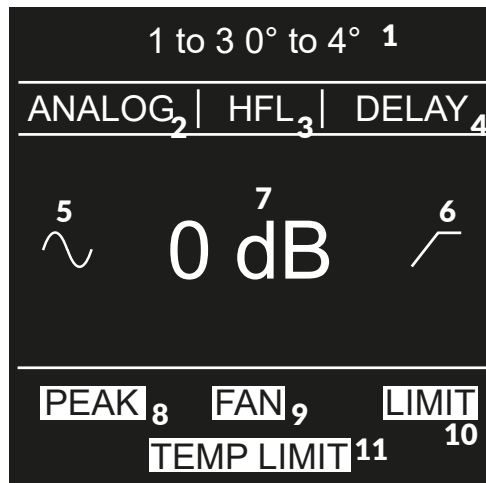 1 to 3 0° to 4° 1
ANALOG 2 | HFL 3 | DELAY 4
5 7 6
0 dB
PEAK 8 FAN 9 LIMIT 10
TEMP LIMIT 11